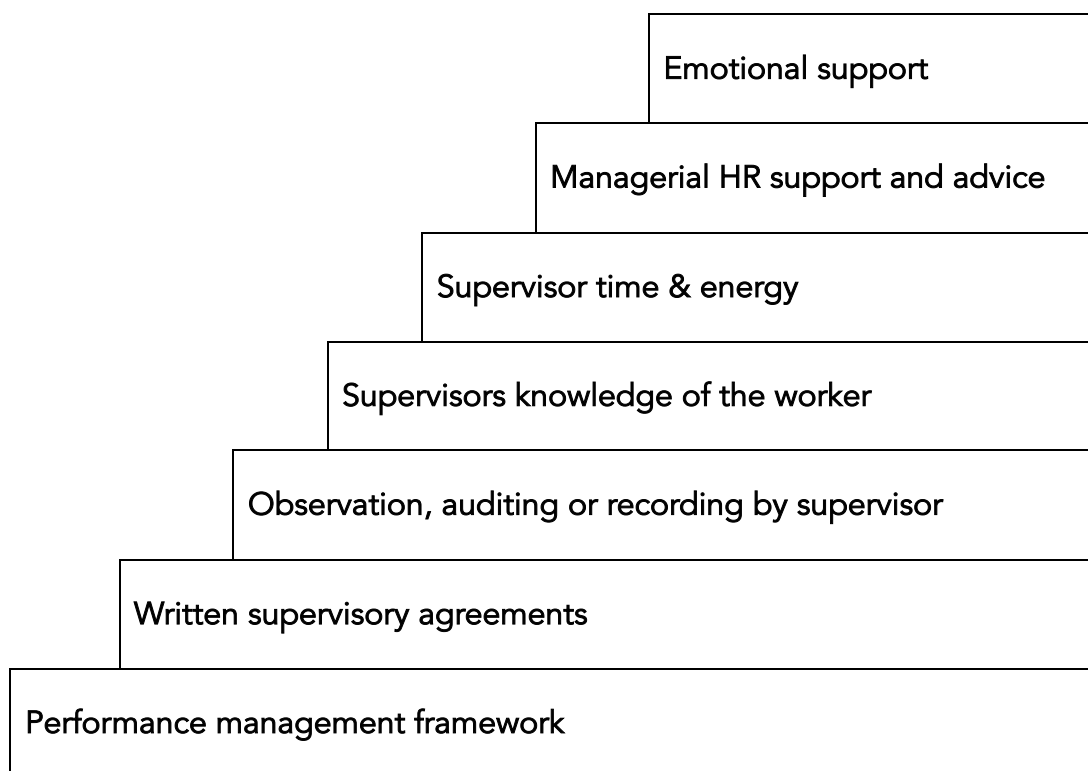 Emotional support
Managerial HR support and advice
Supervisor time & energy
Supervisors knowledge of the worker
Observation, auditing or recording by supervisor
Written supervisory agreements
Performance management framework